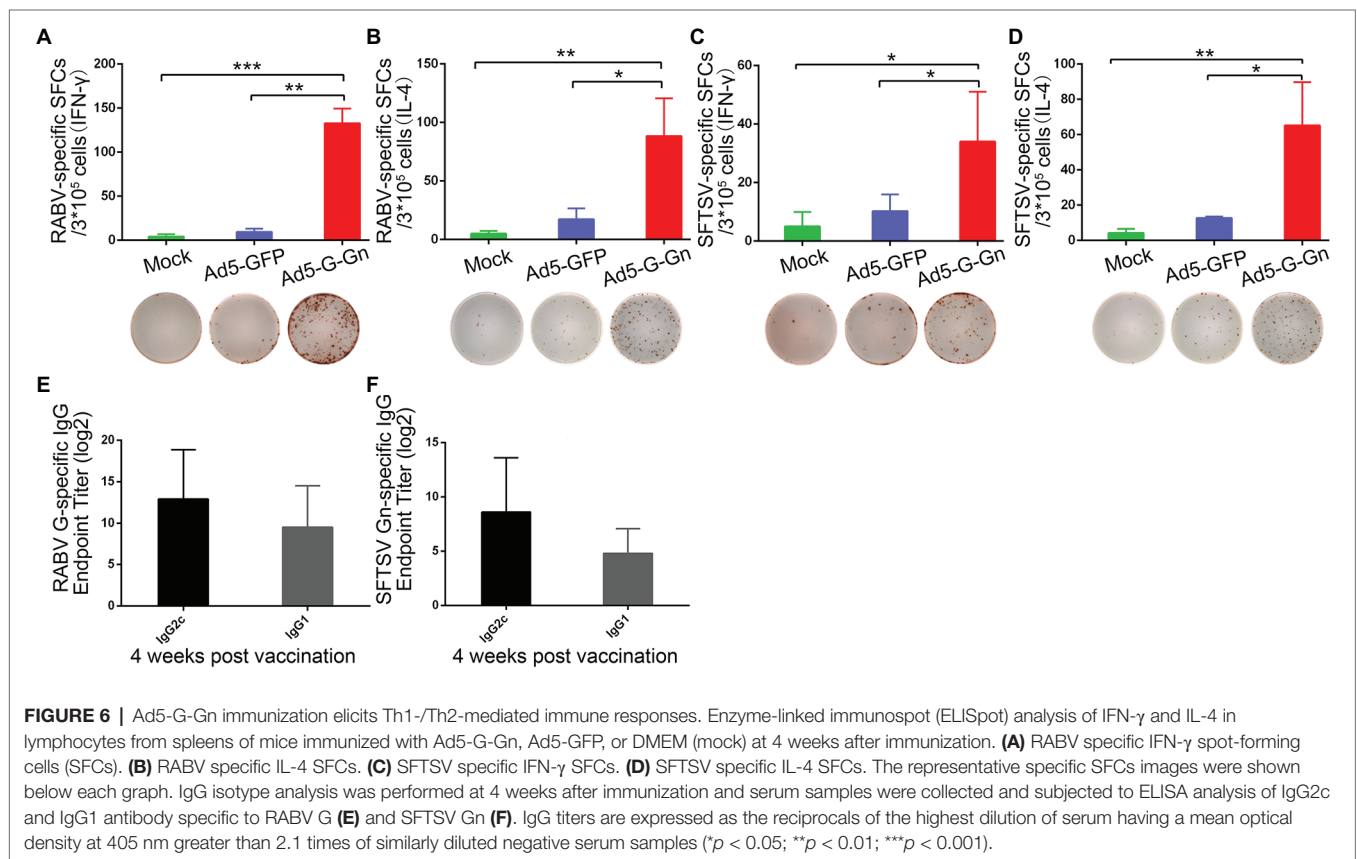 A
RABV-specific SFCs
/3*10⁵ cells (IFN-γ)
200
150
100
50
0
***
**
Mock
Ad5-GFP
Ad5-G-Gn
B
RABV-specific SFCs
/3*10⁵ cells (IL-4)
150
100
50
0
**
*
Mock
Ad5-GFP
Ad5-G-Gn
C
SFTSV-specific SFCs
/3*10⁵ cells (IFN-γ)
60
40
20
0
*
*
Mock
Ad5-GFP
Ad5-G-Gn
D
SFTSV-specific SFCs
/3*10⁵ cells (IL-4)
100
80
60
40
20
0
**
*
Mock
Ad5-GFP
Ad5-G-Gn
E
RABV G-specific IgG
Endpoint Titer (log2)
20
15
10
5
0
IgG2c
IgG1
4 weeks post vaccination
F
SFTSV Gn-specific IgG
Endpoint Titer (log2)
15
10
5
0
IgG2c
IgG1
4 weeks post vaccination
FIGURE 6 | Ad5-G-Gn immunization elicits Th1-/Th2-mediated immune responses. Enzyme-linked immunospot (ELISpot) analysis of IFN-γ and IL-4 in
lymphocytes from spleens of mice immunized with Ad5-G-Gn, Ad5-GFP, or DMEM (mock) at 4 weeks after immunization. (A) RABV specific IFN-γ spot-forming
cells (SFCs). (B) RABV specific IL-4 SFCs. (C) SFTSV specific IFN-γ SFCs. (D) SFTSV specific IL-4 SFCs. The representative specific SFCs images were shown
below each graph. IgG isotype analysis was performed at 4 weeks after immunization and serum samples were collected and subjected to ELISA analysis of IgG2c
and IgG1 antibody specific to RABV G (E) and SFTSV Gn (F). IgG titers are expressed as the reciprocals of the highest dilution of serum having a mean optical
density at 405 nm greater than 2.1 times of similarly diluted negative serum samples (*p < 0.05; **p < 0.01; ***p < 0.001).